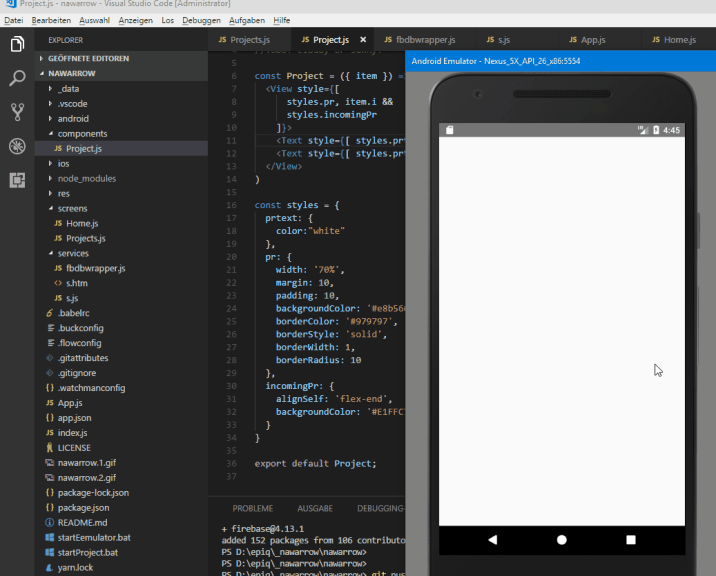 Project.js - nawarrow - Visual Studio Code [Administrator]
Datei Bearbeiten Auswahl Anzeigen Los Debuggen Aufgaben Hilfe
EXPLORER
GEÖFFNETE EDITOREN
NAWARROW
_data
.vscode
android
components
JS Project.js
ios
node_modules
res
screens
JS Home.js
JS Projects.js
services
JS fbdbwrapper.js
<> s.htm
JS s.js
.babelrc
.buckconfig
.flowconfig
.gitattributes
.gitignore
{ } .watchmanconfig
JS App.js
{ } app.json
JS index.js
LICENSE
nawarrow.1.gif
nawarrow.2.gif
{ } package-lock.json
{ } package.json
README.md
startEemulator.bat
startProject.bat
yarn.lock
JS Projects.js JS Project.js × JS fbdbwrapper.js JS s.js JS App.js JS Home.js
5
6 const Project = ({ item }) =
7 <View style={[
8 styles.pr, item.i &&
9 styles.incomingPr
10 ]}>
11 <Text style={[ styles.pr
12 <Text style={[ styles.pr
13 </View>
14 )
15
16 const styles = {
17 prtext: {
18 color:"white"
19 },
20 pr: {
21 width: '70%',
22 margin: 10,
23 padding: 10,
24 backgroundColor: '#e8b56
25 borderColor: '#979797',
26 borderStyle: 'solid',
27 borderWidth: 1,
28 borderRadius: 10
29 },
30 incomingPr: {
31 alignSelf: 'flex-end',
32 backgroundColor: '#E1FFC
33 }
34 }
35
36 export default Project;
37
PROBLEME AUSGABE DEBUGGING-
+ firebase@4.13.1
added 152 packages from 106 contributo
PS D:\epiq\_nawarrow\nawarrow>
PS D:\epiq\_nawarrow\nawarrow>
PS D:\epiq\_nawarrow\nawarrow> git pus
Android Emulator - Nexus_5X_API_26_x86:5554
4:45